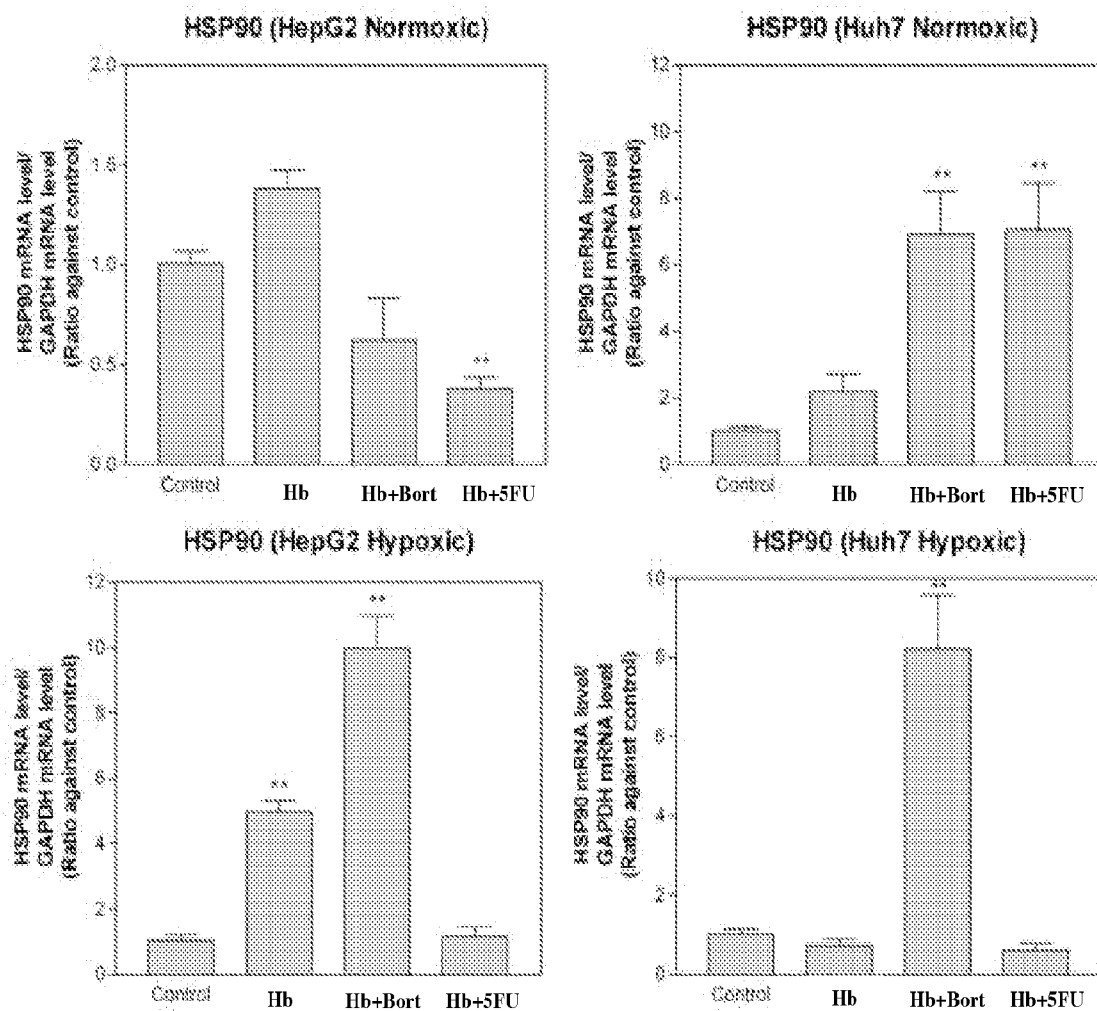 HSP90 (HepG2 Normoxic)
HSP90 mRNA level/
GAPDH mRNA level
(Ratio against control)
2.0
1.5
1.0
0.5
0.0
**
Control
Hb
Hb+Bort
Hb+5FU
HSP90 (Huh7 Normoxic)
HSP90 mRNA level/
GAPDH mRNA level
(Ratio against control)
12
10
8
6
4
2
0
**
**
Control
Hb
Hb+Bort
Hb+5FU
HSP90 (HepG2 Hypoxic)
HSP90 mRNA level/
GAPDH mRNA level
(Ratio against control)
12
10
8
6
4
2
0
**
**
Control
Hb
Hb+Bort
Hb+5FU
HSP90 (Huh7 Hypoxic)
HSP90 mRNA level/
GAPDH mRNA level
(Ratio against control)
10
8
6
4
2
0
**
Control
Hb
Hb+Bort
Hb+5FU